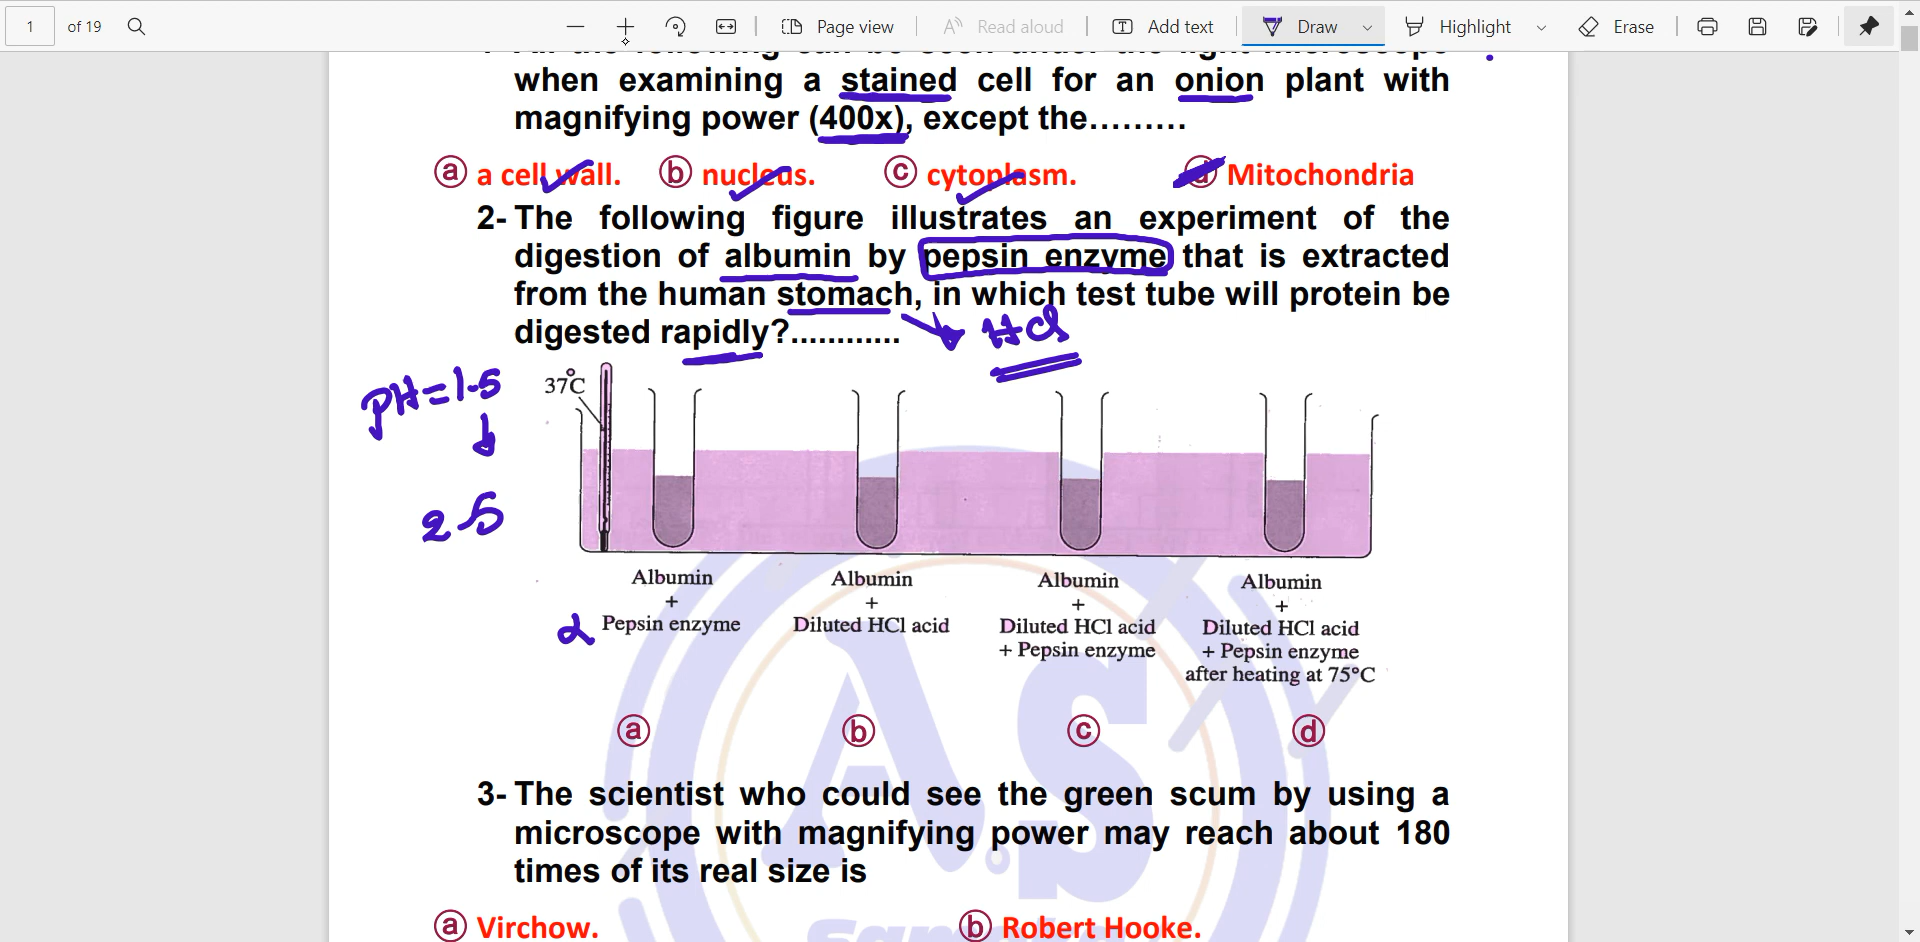 1 of 19 Page view Read aloud Add text Draw Highlight Erase
when examining a stained cell for an onion plant with
magnifying power (400x), except the.........
a a cell wall. b nucleus. c cytoplasm. d Mitochondria
2- The following figure illustrates an experiment of the
digestion of albumin by pepsin enzyme that is extracted
from the human stomach, in which test tube will protein be
digested rapidly?............
HCl
PH=1.5
2.5
37°C
Albumin
+
Pepsin enzyme
Albumin
+
Diluted HCl acid
Albumin
+
Diluted HCl acid
+ Pepsin enzyme
Albumin
+
Diluted HCl acid
+ Pepsin enzyme
after heating at 75°C
a b c d
3- The scientist who could see the green scum by using a
microscope with magnifying power may reach about 180
times of its real size is
a Virchow. b Robert Hooke.
A.S